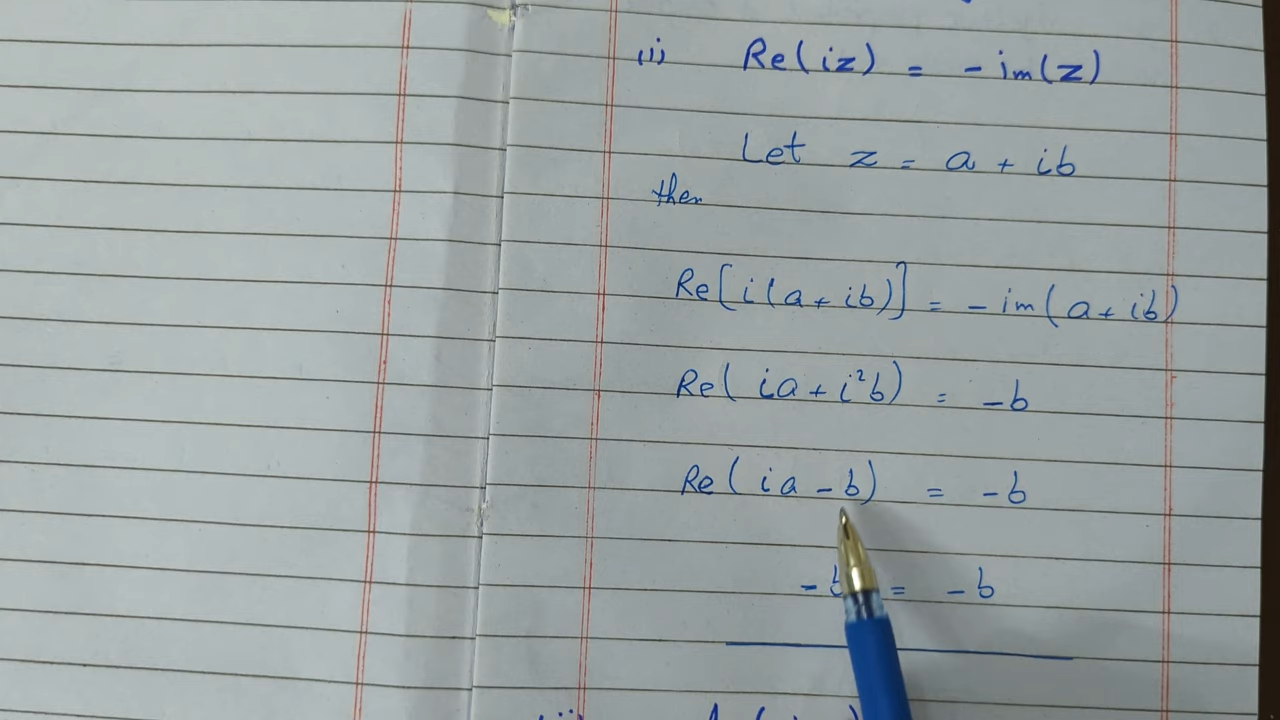 (i) Re(iz) = - im(z)
Let z = a + ib
then
Re[i(a + ib)] = - im(a + ib)
Re(ia + i²b) = -b
Re(ia - b) = -b
-b = -b